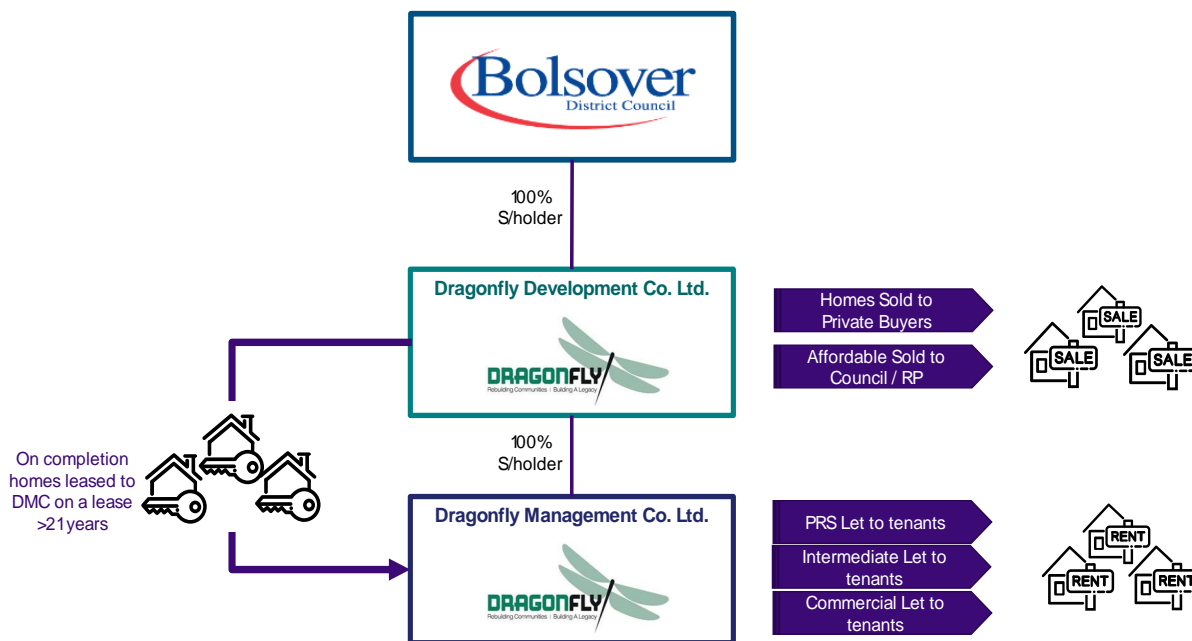 Bolsover
District Council
100%
S/holder
Dragonfly Development Co. Ltd.
DRAGONFLY
Rebuilding Communities | Building A Legacy
Homes Sold to
Private Buyers
Affordable Sold to
Council / RP
SALE
SALE
SALE
100%
S/holder
On completion
homes leased to
DMC on a lease
>21years
Dragonfly Management Co. Ltd.
DRAGONFLY
Rebuilding Communities | Building A Legacy
PRS Let to tenants
Intermediate Let to
tenants
Commercial Let to
tenants
RENT
RENT
RENT